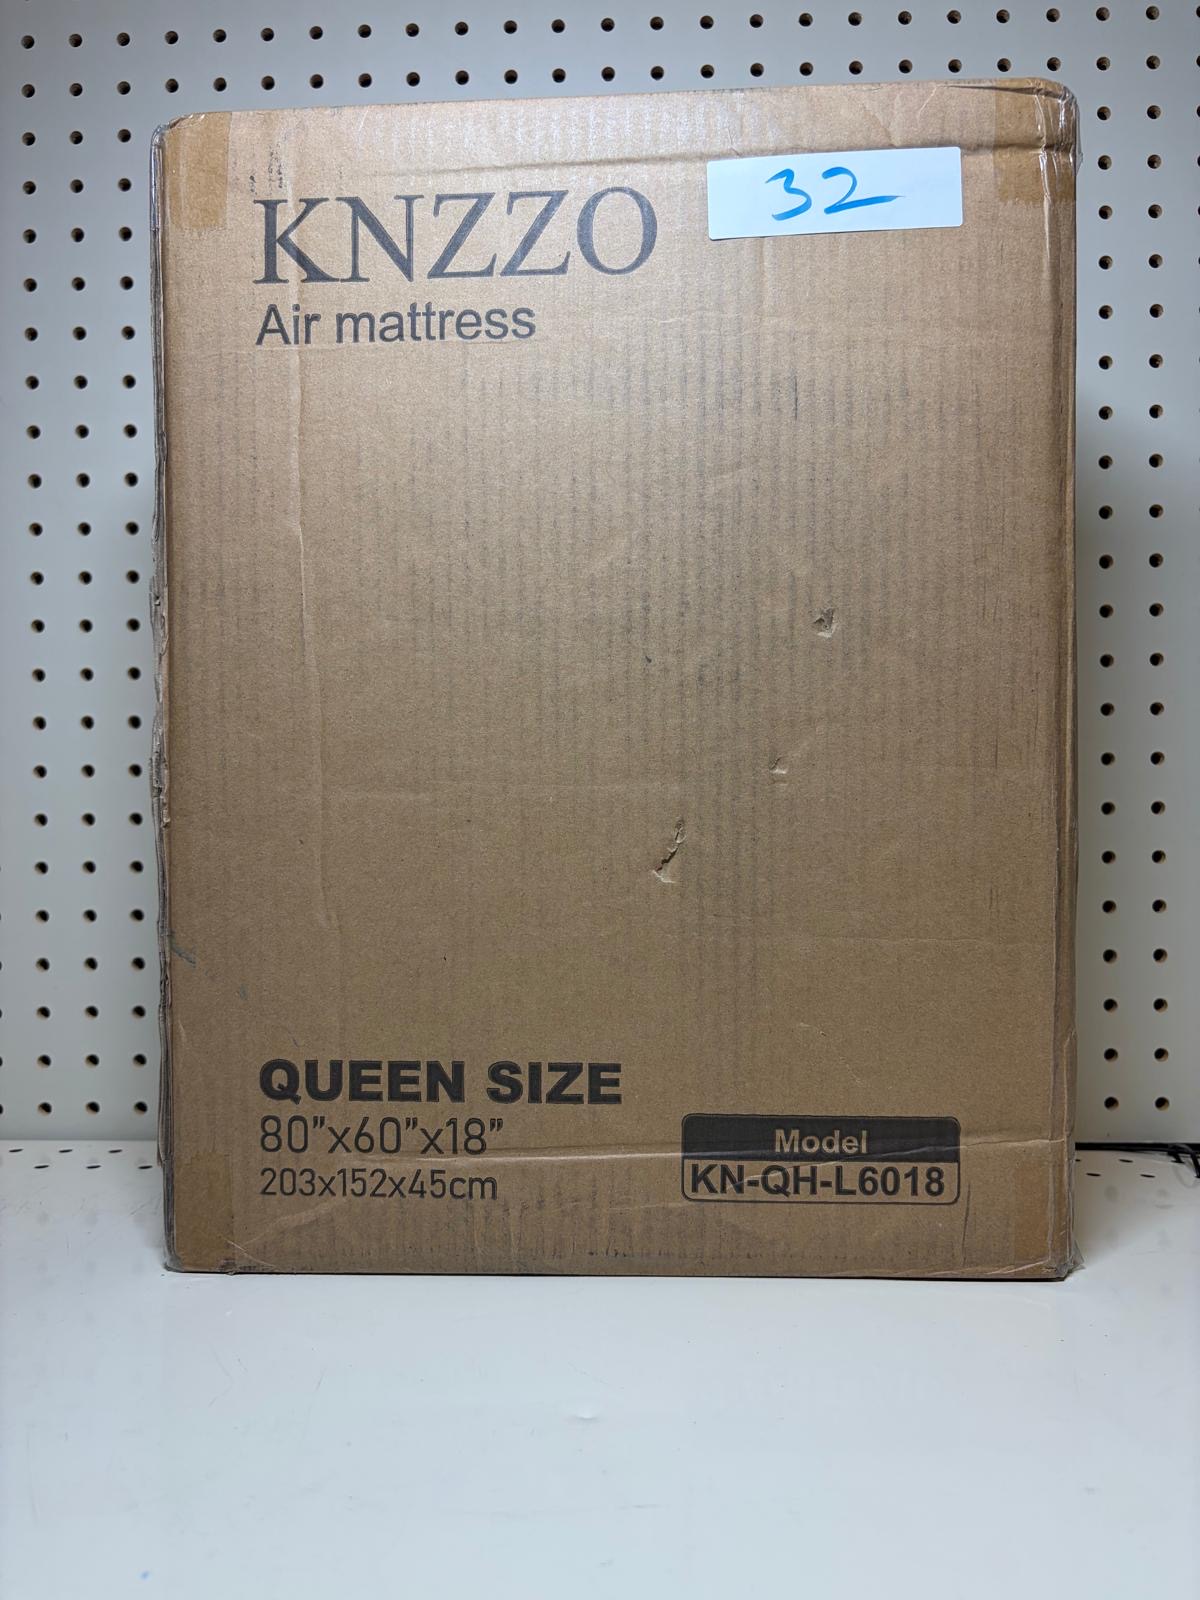 32
KNZZO
Air mattress
QUEEN SIZE
80”x60”x18”
203x152x45cm
Model
KN-QH-L6018